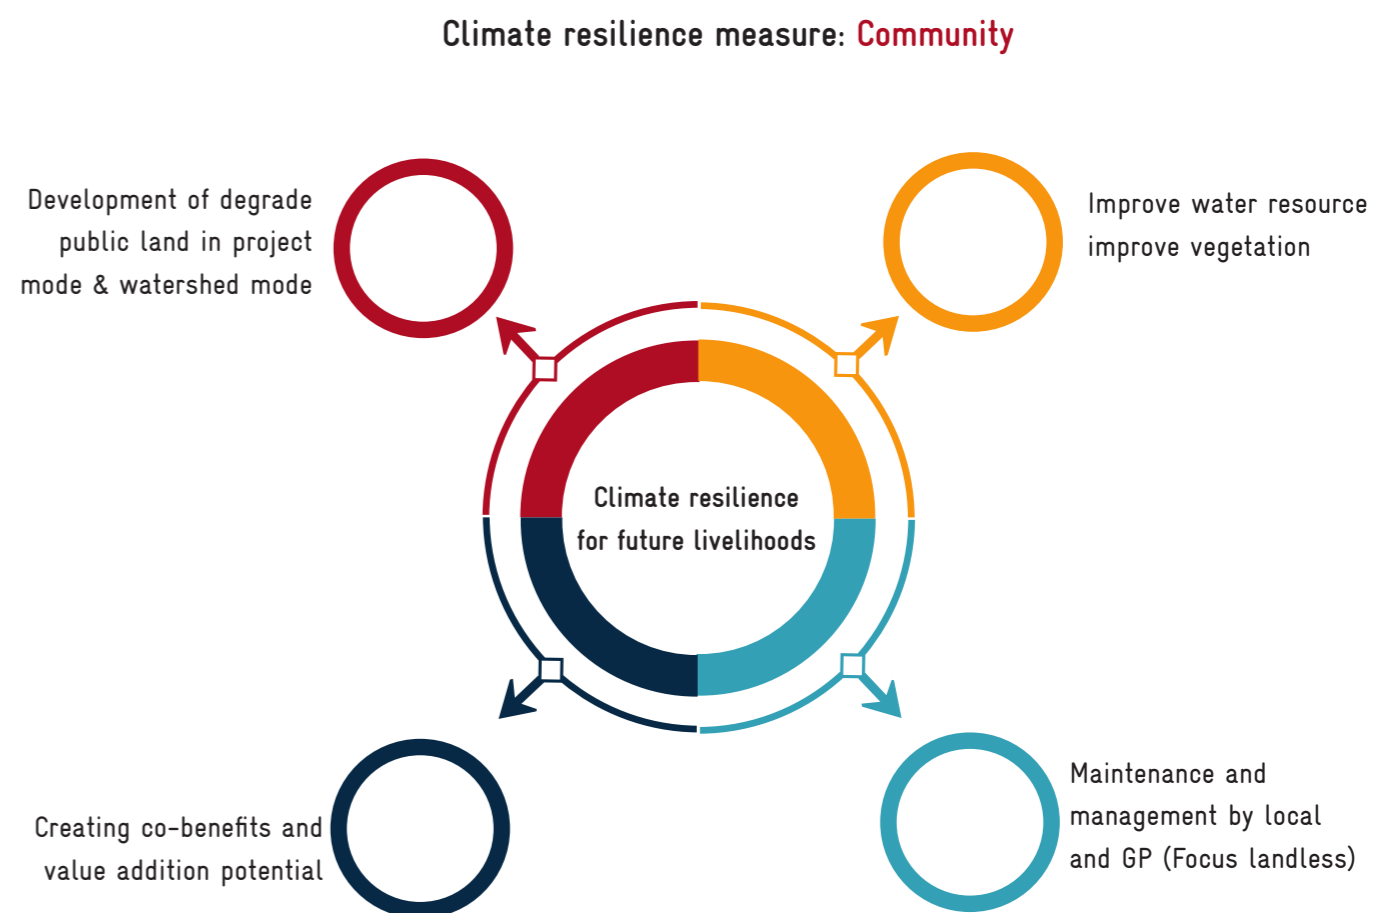 Climate resilience measure: Community
Development of degrade
public land in project
mode & watershed mode
Improve water resource
improve vegetation
Climate resilience
for future livelihoods
Creating co-benefits and
value addition potential
Maintenance and
management by local
and GP (Focus landless)